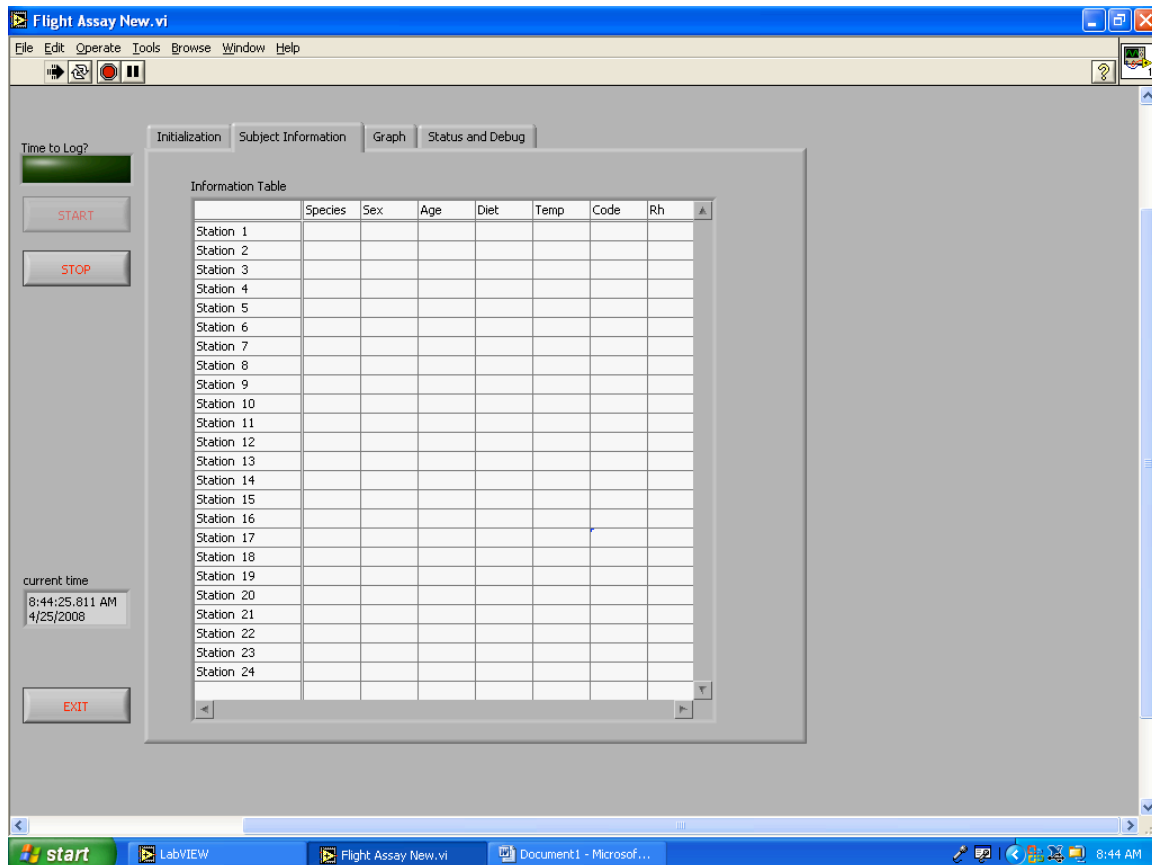 Flight Assay New.vi
File Edit Operate Tools Browse Window Help
1
Initialization Subject Information Graph Status and Debug
Time to Log?
START
STOP
Information Table
Species Sex Age Diet Temp Code Rh
Station 1
Station 2
Station 3
Station 4
Station 5
Station 6
Station 7
Station 8
Station 9
Station 10
Station 11
Station 12
Station 13
Station 14
Station 15
Station 16
Station 17
Station 18
Station 19
Station 20
Station 21
Station 22
Station 23
Station 24
current time
8:44:25.811 AM
4/25/2008
EXIT
start LabVIEW Flight Assay New.vi Document1 - Microsof... 8:44 AM